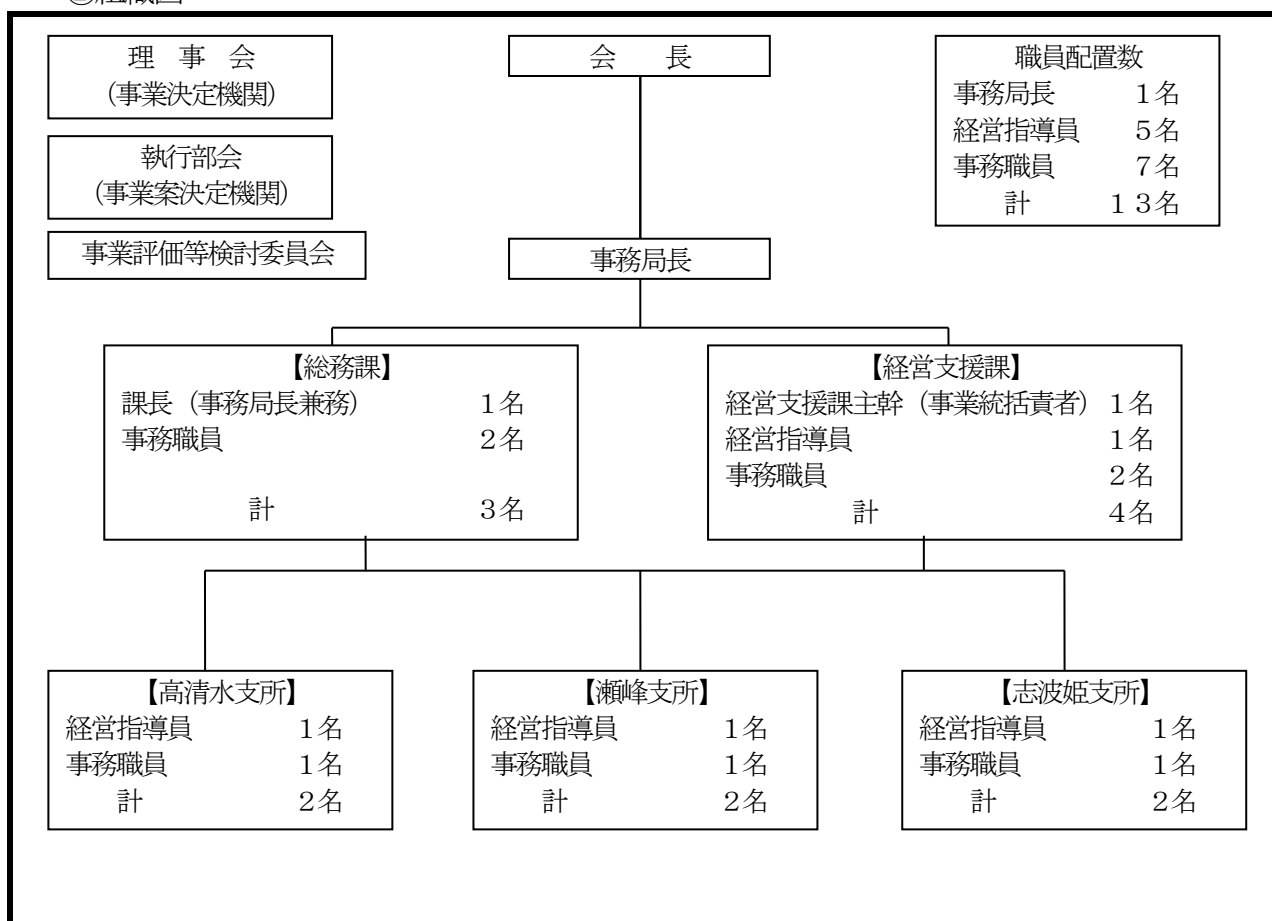 組織図
理　事　会
（事業決定機関）
会　　長
職員配置数
事務局長　１名
経営指導員　５名
事務職員　７名
計　１３名
執行部会
（事業案決定機関）
事業評価等検討委員会
事務局長
【総務課】
課長（事務局長兼務）　１名
事務職員　２名
計　３名
【経営支援課】
経営支援課主幹（事業統括責者）１名
経営指導員　１名
事務職員　２名
計　４名
【高清水支所】
経営指導員　１名
事務職員　１名
計　２名
【瀬峰支所】
経営指導員　１名
事務職員　１名
計　２名
【志波姫支所】
経営指導員　１名
事務職員　１名
計　２名